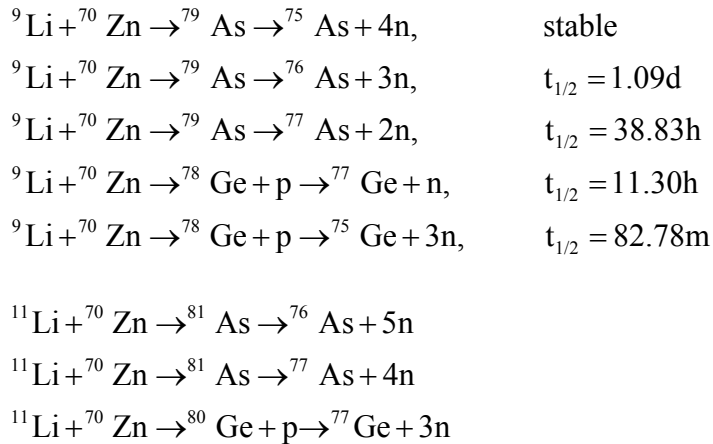 ⁹Li+⁷⁰Zn→⁷⁹As→⁷⁵As+4n, stable
⁹Li+⁷⁰Zn→⁷⁹As→⁷⁶As+3n, t₁/₂=1.09d
⁹Li+⁷⁰Zn→⁷⁹As→⁷⁷As+2n, t₁/₂=38.83h
⁹Li+⁷⁰Zn→⁷⁸Ge+p→⁷⁷Ge+n, t₁/₂=11.30h
⁹Li+⁷⁰Zn→⁷⁸Ge+p→⁷⁵Ge+3n, t₁/₂=82.78m
¹¹Li+⁷⁰Zn→⁸¹As→⁷⁶As+5n
¹¹Li+⁷⁰Zn→⁸¹As→⁷⁷As+4n
¹¹Li+⁷⁰Zn→⁸⁰Ge+p→⁷⁷Ge+3n